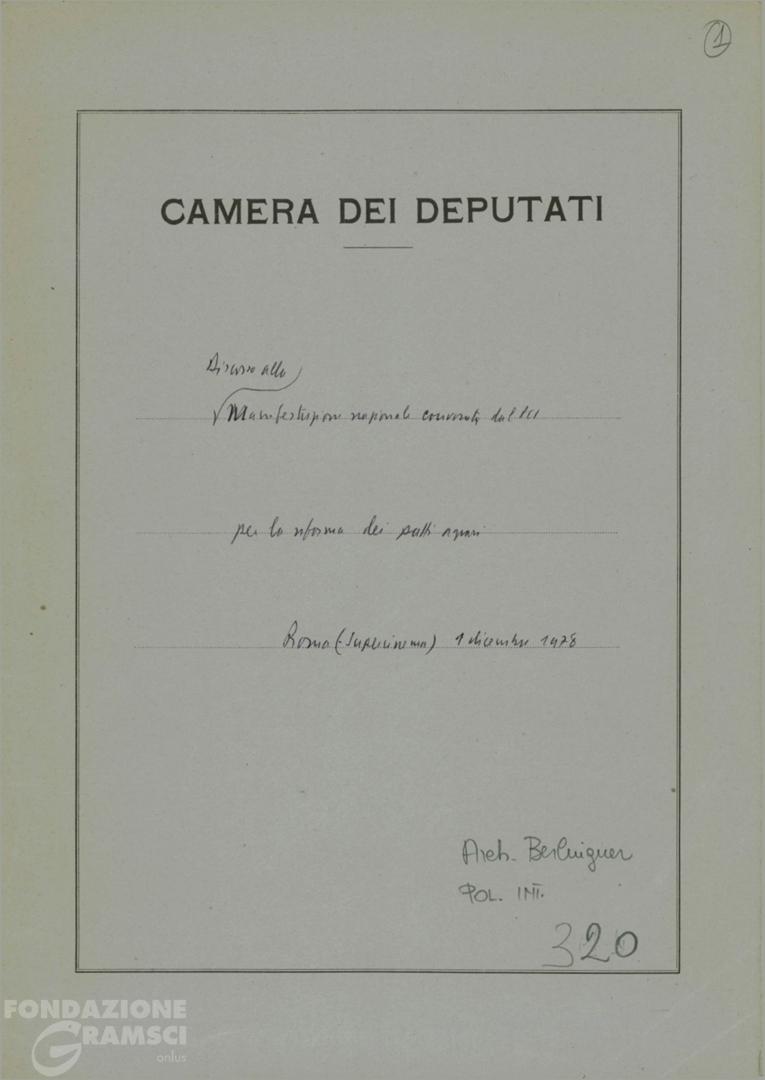 1
CAMERA DEI DEPUTATI
Discorso alla
Manifestazione nazionale convocata dal PCI
per la riforma dei patti agrari
Roma (Supercinema) 1 dicembre 1978
Arch. Berlinguer
POL. INT.
320
FONDAZIONE
GRAMSCI
onlus